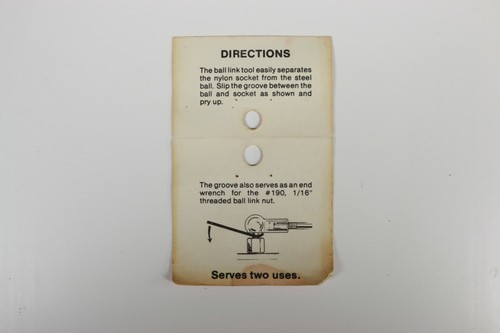 DIRECTIONS
The ball link tool easily separates
the nylon socket from the steel
ball. Slip the groove between the
ball and socket as shown and
pry up.
The groove also serves as an end
wrench for the #190, 1/16"
threaded ball link nut.
Serves two uses.